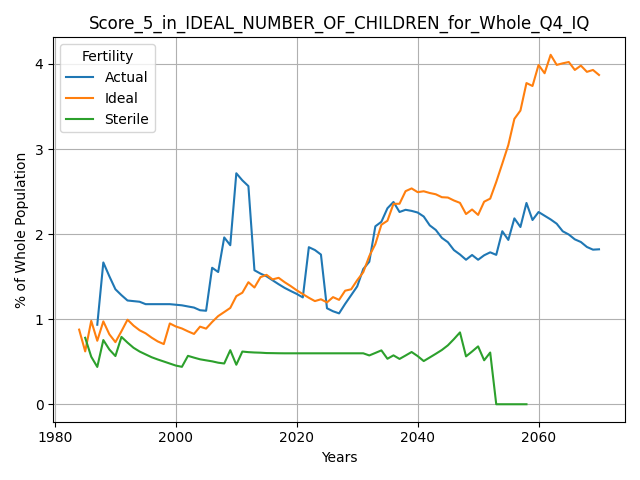 Score_5_in_IDEAL_NUMBER_OF_CHILDREN_for_Whole_Q4_IQ
Fertility
Actual
Ideal
Sterile
% of Whole Population
4
3
2
1
0
1980 2000 2020 2040 2060
Years